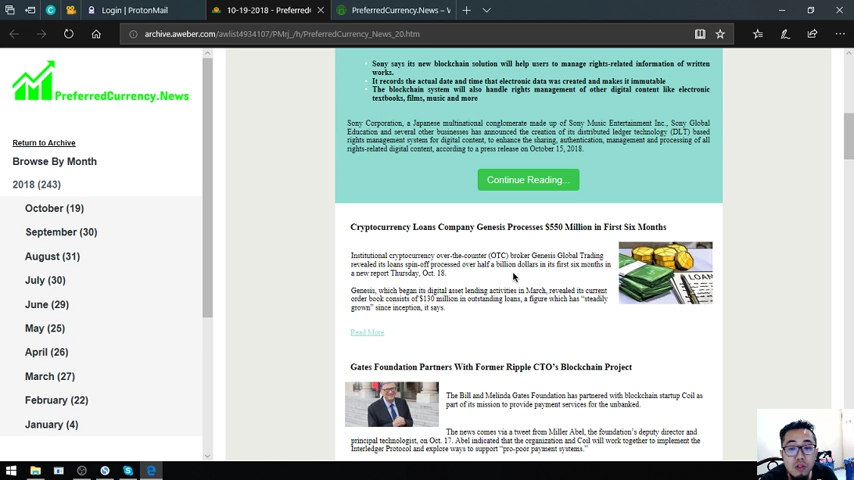 Login | ProtonMail
10-19-2018 - Preferred
PreferredCurrency.News – V
archive.aweber.com/awlist4934107/PMrj_/h/PreferredCurrency_News_20.htm
PreferredCurrency.News
Return to Archive
Browse By Month
2018 (243)
October (19)
September (30)
August (31)
July (30)
June (29)
May (25)
April (26)
March (27)
February (22)
January (4)
Sony says its new blockchain solution will help users to manage rights-related information of written
works.
It records the actual date and time that electronic data was created and makes it immutable
The blockchain system will also handle rights management of other digital content like electronic
textbooks, films, music and more
Sony Corporation, a Japanese multinational conglomerate made up of Sony Music Entertainment Inc., Sony Global
Education and several other businesses has announced the creation of its distributed ledger technology (DLT) based
rights management system for digital content, to enhance the sharing, authentication, management and processing of all
rights-related digital content, according to a press release on October 15, 2018.
Continue Reading...
Cryptocurrency Loans Company Genesis Processes $550 Million in First Six Months
Institutional cryptocurrency over-the-counter (OTC) broker Genesis Global Trading
revealed its loans spin-off processed over half a billion dollars in its first six months in
a new report Thursday, Oct. 18.
Genesis, which began its digital asset lending activities in March, revealed its current
order book consists of $130 million in outstanding loans, a figure which has “steadily
grown” since inception, it says.
LOAN
Read More
Gates Foundation Partners With Former Ripple CTO’s Blockchain Project
The Bill and Melinda Gates Foundation has partnered with blockchain startup Coil as
part of its mission to provide payment services for the unbanked.
The news comes via a tweet from Miller Abel, the foundation’s deputy director and
principal technologist, on Oct. 17. Abel indicated that the organization and Coil will work together to implement the
Interledger Protocol and explore ways to support “pro-poor payment systems.”